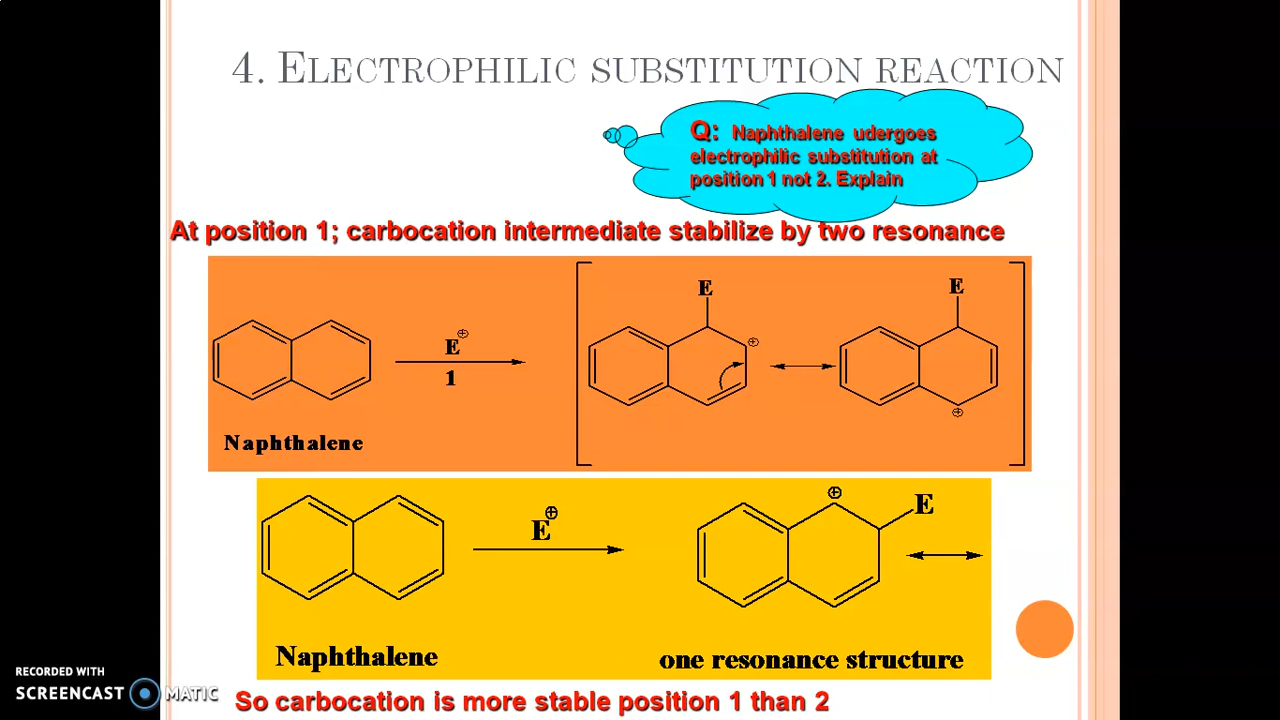 4. ELECTROPHILIC SUBSTITUTION REACTION
Q: Naphthalene udergoes
electrophilic substitution at
position 1 not 2. Explain
At position 1; carbocation intermediate stabilize by two resonance
E
E
E
⊕
1
⊕
⊕
Naphthalene
⊕
E
⊕
E
Naphthalene
one resonance structure
RECORDED WITH
SCREENCAST MATIC
So carbocation is more stable position 1 than 2